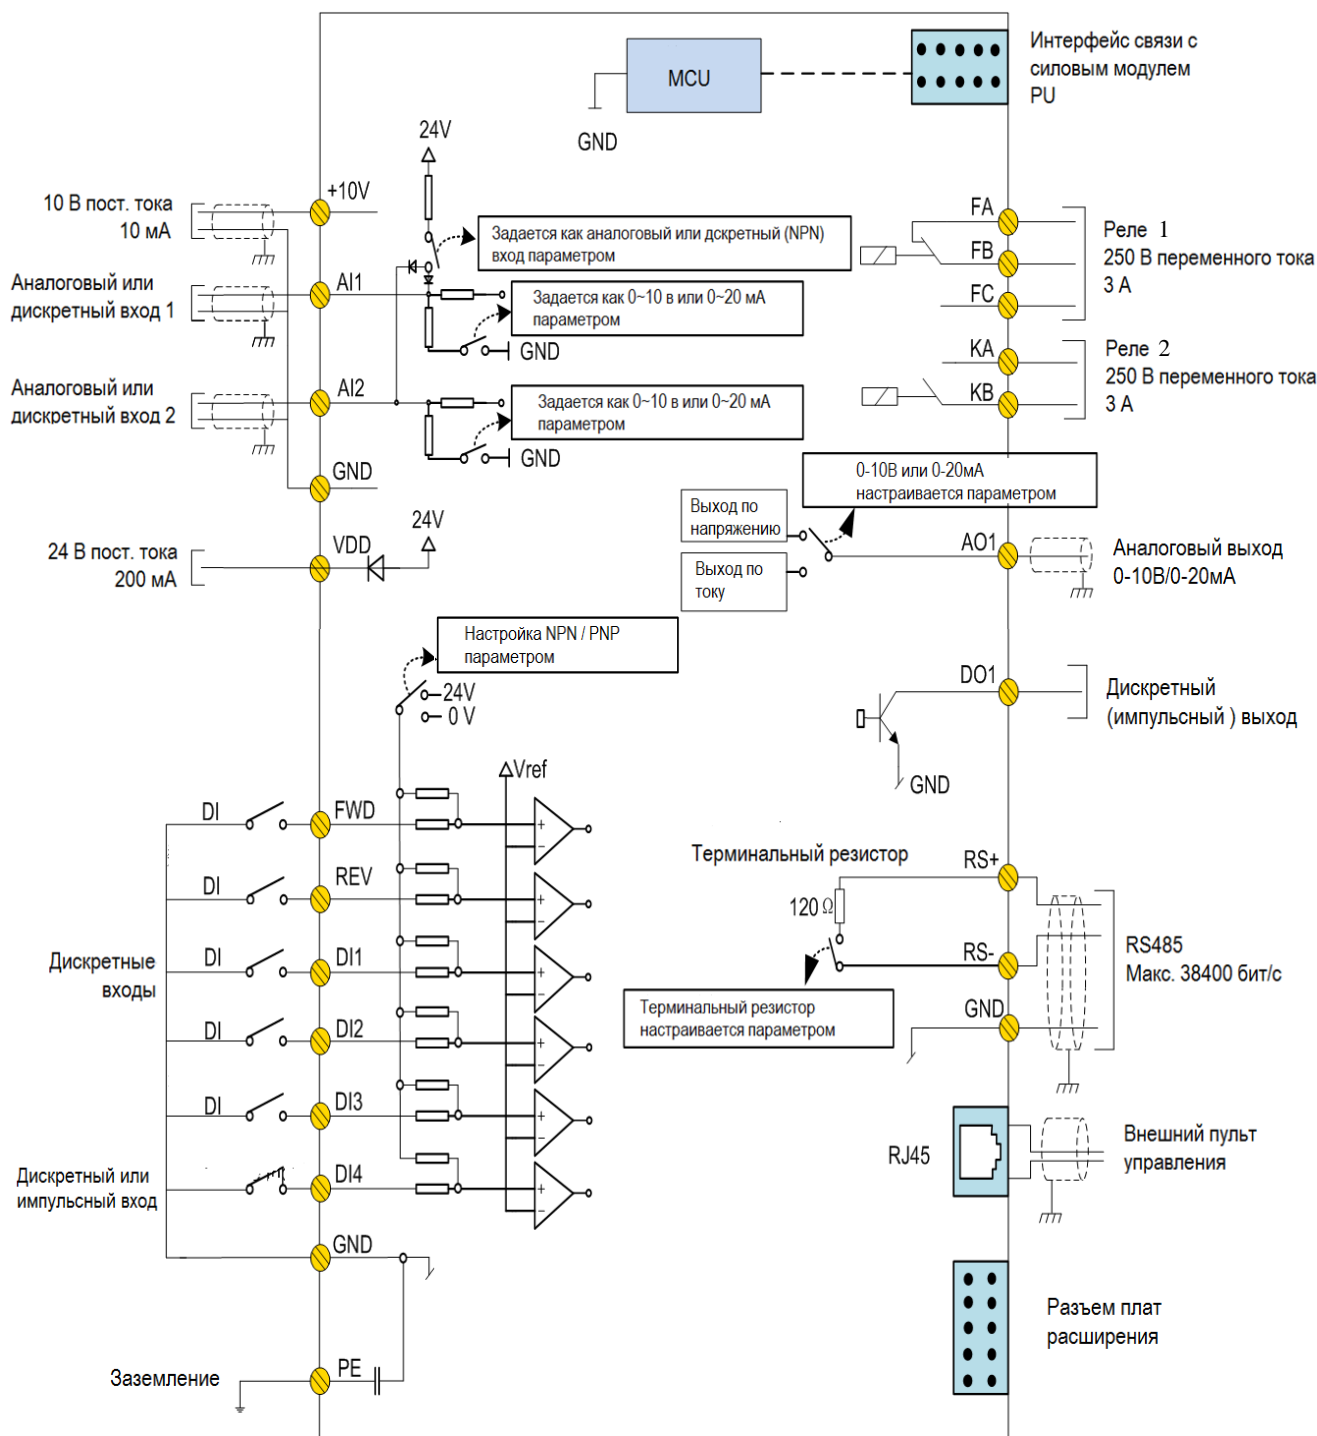 Интерфейс связи с
силовым модулем
PU
MCU
GND
24V
+10V
10 В пост. тока
10 мА
Задается как аналоговый или дскретный (NPN)
вход параметром
FA
FB
FC
Реле 1
250 В переменного тока
3 А
Аналоговый или
дискретный вход 1
AI1
Задается как 0~10 в или 0~20 мА
параметром
GND
KA
KB
Реле 2
250 В переменного тока
3 А
Аналоговый или
дискретный вход 2
AI2
Задается как 0~10 в или 0~20 мА
параметром
GND
GND
0-10В или 0-20мА
настраивается параметром
Выход по
напряжению
Выход по
току
AO1
Аналоговый выход
0-10В/0-20мА
24 В пост. тока
200 мА
VDD
24V
Настройка NPN / PNP
параметром
24V
0 V
DO1
Дискретный
(импульсный ) выход
GND
Vref
DI
FWD
DI
REV
DI
DI1
DI
DI2
DI
DI3
DI4
Дискретные
входы
Дискретный или
импульсный вход
GND
PE
Заземление
Терминальный резистор
120 Ω
RS+
RS-
GND
RS485
Макс. 38400 бит/с
Терминальный резистор
настраивается параметром
RJ45
Внешний пульт
управления
Разъем плат
расширения